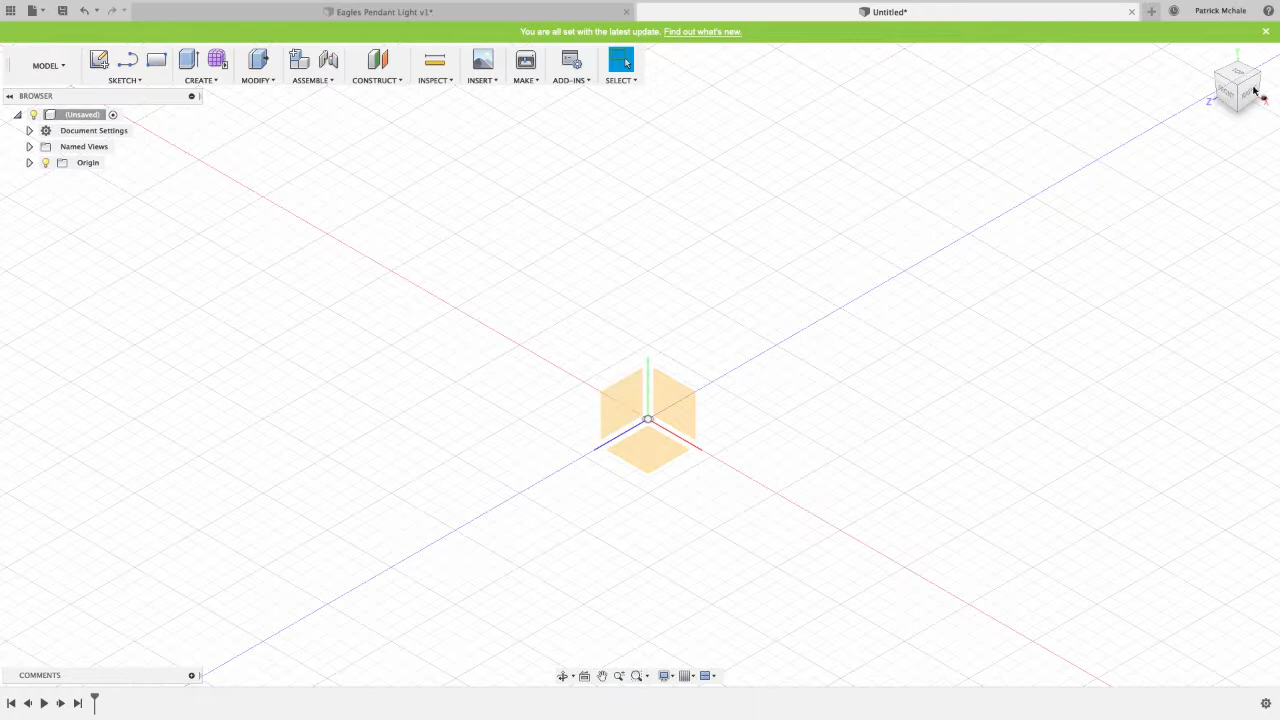 Eagles Pendant Light v1*
Untitled*
Patrick Mchale
You are all set with the latest update. Find out what's new.
MODEL
SKETCH
CREATE
MODIFY
ASSEMBLE
CONSTRUCT
INSPECT
INSERT
MAKE
ADD-INS
SELECT
BROWSER
(Unsaved)
Document Settings
Named Views
Origin
Y
TOP
FRONT
Z
X
COMMENTS